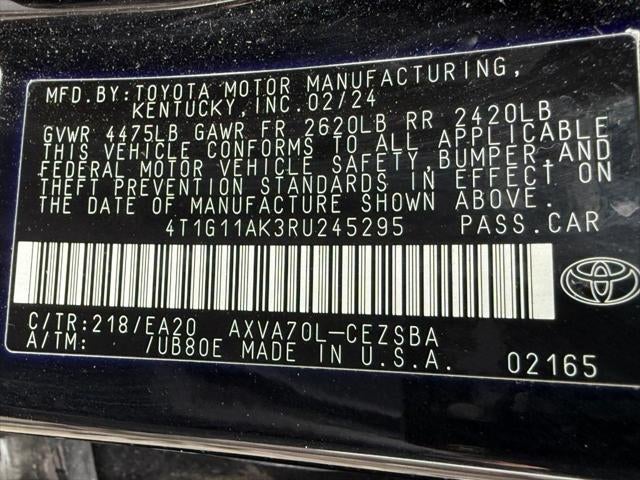 MFD.BY:TOYOTA MOTOR MANUFACTURING,
KENTUCKY,INC.02/24
GVWR 4475LB GAWR FR 2620LB RR 2420LB
THIS VEHICLE CONFORMS TO ALL APPLICABLE
FEDERAL MOTOR VEHICLE SAFETY,BUMPER,AND
THEFT PREVENTION STANDARDS IN EFFECT ON
THE DATE OF MANUFACTURE SHOWN ABOVE.
4T1G11AK3RU245295 PASS.CAR
C/TR:218/EA20 AXVA70L-CEZSBA
A/TM: /UB80E MADE IN U.S.A. 02165